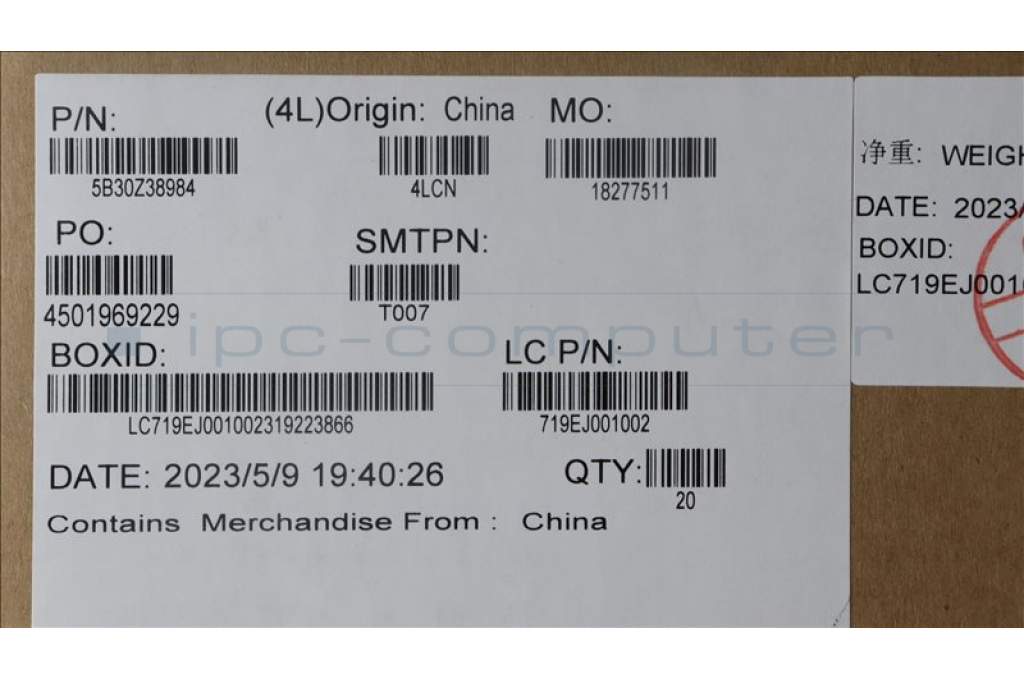 P/N: (4L)Origin: China MO:
5B30Z38984 4LCN 18277511
PO: SMTPN:
4501969229 T007
BOXID: LC P/N:
LC719EJ001002319223866 719EJ001002
DATE: 2023/5/9 19:40:26 QTY:
20
Contains Merchandise From : China
净重: WEIGH
DATE: 2023/
BOXID:
LC719EJ001
ipc-computer